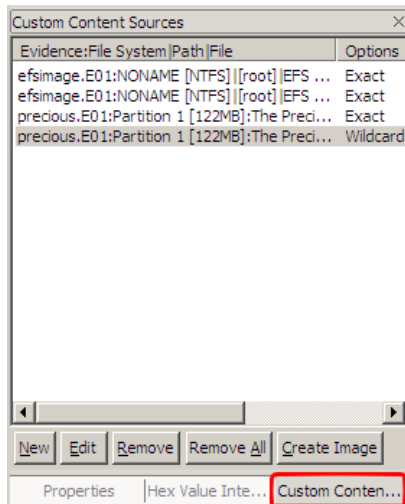 Custom Content Sources
Evidence:File System|Path|File Options
efsimage.E01:NONAME [NTFS]|[root]|EFS ... Exact
efsimage.E01:NONAME [NTFS]|[root]|EFS ... Exact
precious.E01:Partition 1 [122MB]:The Preci... Exact
precious.E01:Partition 1 [122MB]:The Preci... Wildcard
New Edit Remove Remove All Create Image
Properties Hex Value Inte... Custom Conten...